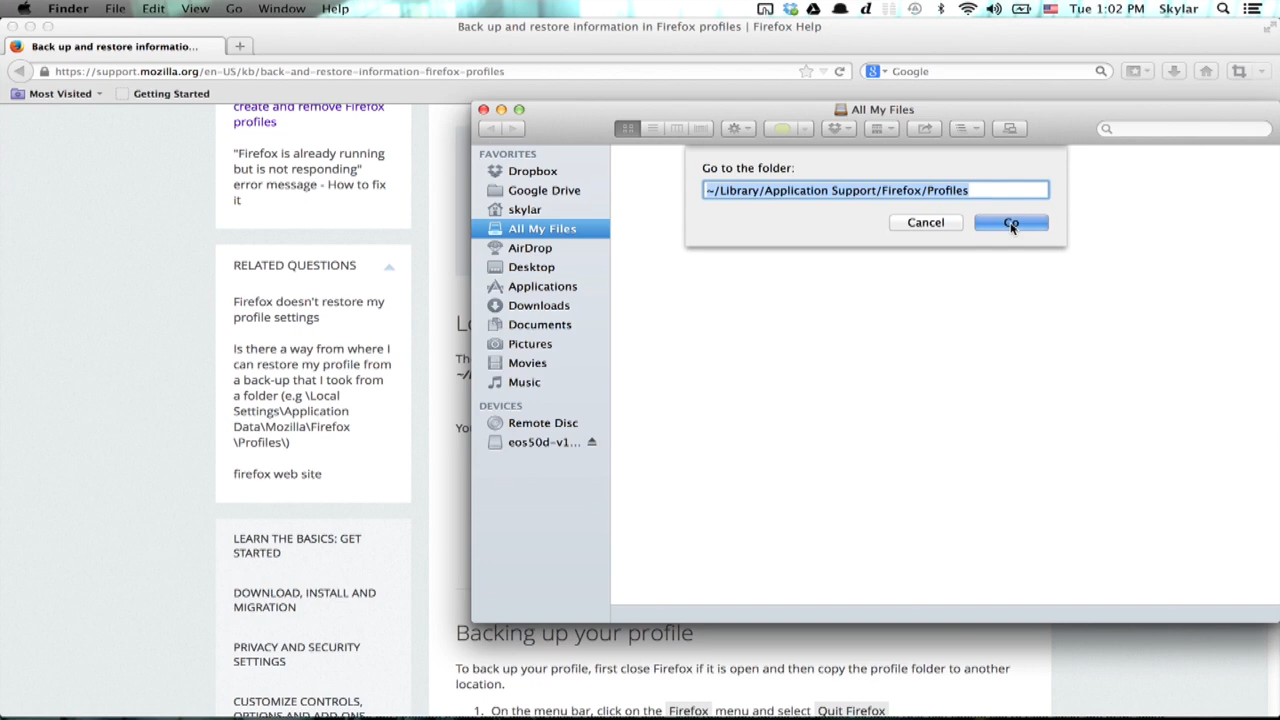 Finder File Edit View Go Window Help Tue 1:02 PM Skylar
Back up and restore information in Firefox profiles | Firefox Help
Back up and restore informatio...
https://support.mozilla.org/en-US/kb/back-and-restore-information-firefox-profiles
Google
Most Visited
Getting Started
create and remove Firefox
profiles
"Firefox is already running
but is not responding"
error message - How to fix
it
RELATED QUESTIONS
Firefox doesn't restore my
profile settings
Is there a way from where I
can restore my profile from
a back-up that I took from
a folder (e.g \Local
Settings\Application
Data\Mozilla\Firefox
\Profiles\)
firefox web site
LEARN THE BASICS: GET
STARTED
DOWNLOAD, INSTALL AND
MIGRATION
PRIVACY AND SECURITY
SETTINGS
CUSTOMIZE CONTROLS,
OPTIONS AND ADD-ONS
All My Files
FAVORITES
Dropbox
Google Drive
skylar
All My Files
AirDrop
Desktop
Applications
Downloads
Documents
Pictures
Movies
Music
DEVICES
Remote Disc
eos50d-v1...
Go to the folder:
~/Library/Application Support/Firefox/Profiles
Cancel
Go
Backing up your profile
To back up your profile, first close Firefox if it is open and then copy the profile folder to another
location.
1. On the menu bar, click on the Firefox menu and select Quit Firefox